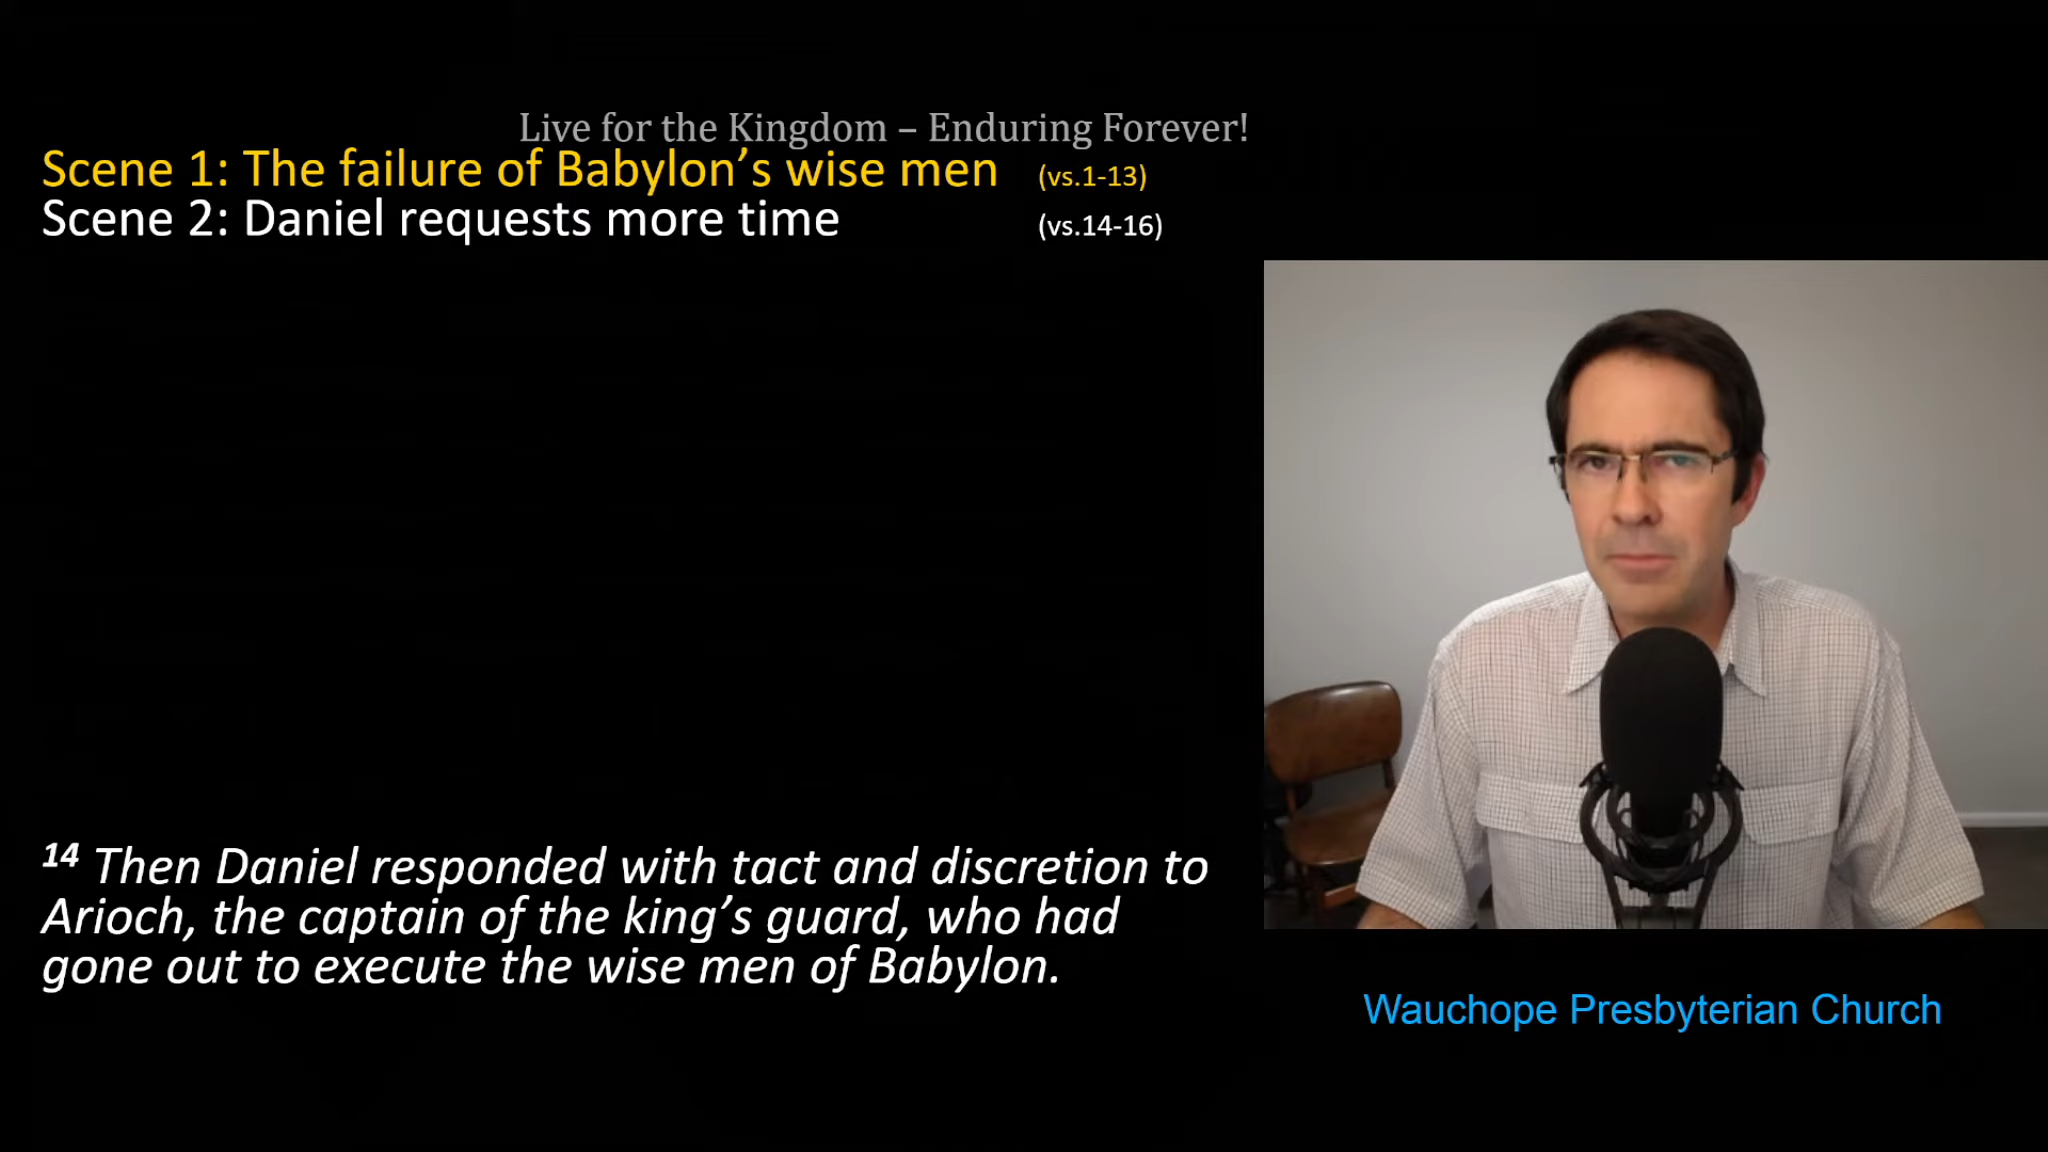 Live for the Kingdom – Enduring Forever!
Scene 1: The failure of Babylon’s wise men (vs.1-13)
Scene 2: Daniel requests more time (vs.14-16)
14 Then Daniel responded with tact and discretion to
Arioch, the captain of the king’s guard, who had
gone out to execute the wise men of Babylon.
Wauchope Presbyterian Church